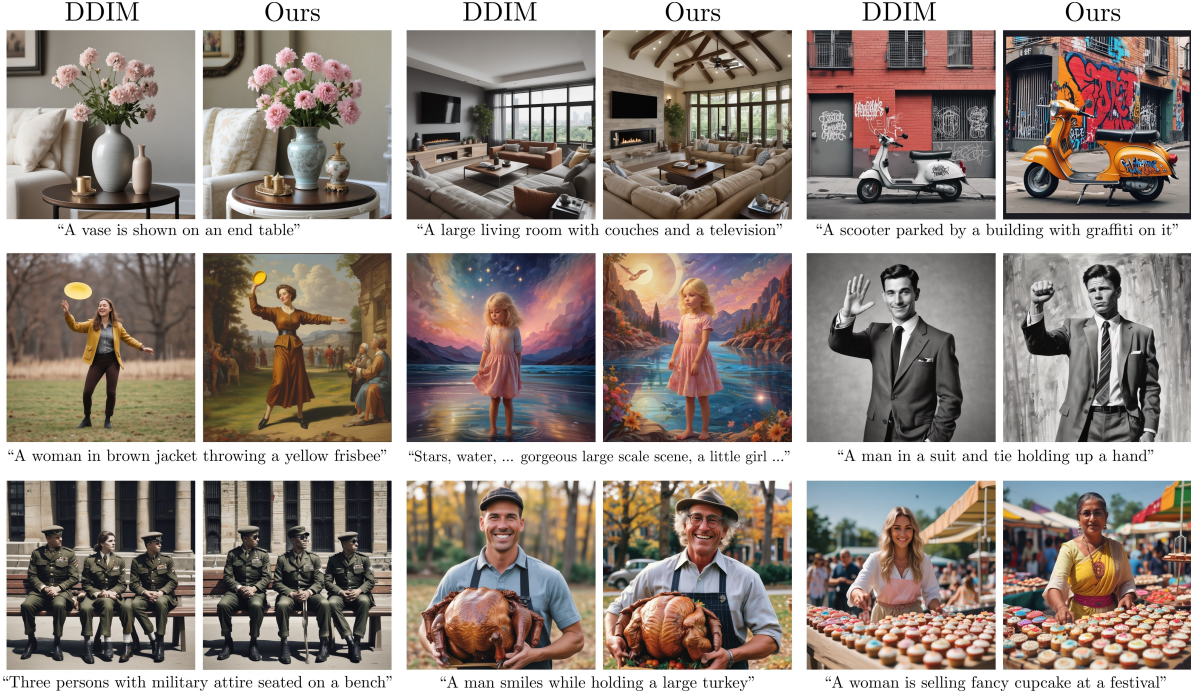 DDIM Ours DDIM Ours DDIM Ours
“A vase is shown on an end table” “A large living room with couches and a television” “A scooter parked by a building with graffiti on it”
“A woman in brown jacket throwing a yellow frisbee” “Stars, water, ... gorgeous large scale scene, a little girl ...” “A man in a suit and tie holding up a hand”
“Three persons with military attire seated on a bench” “A man smiles while holding a large turkey” “A woman is selling fancy cupcake at a festival”